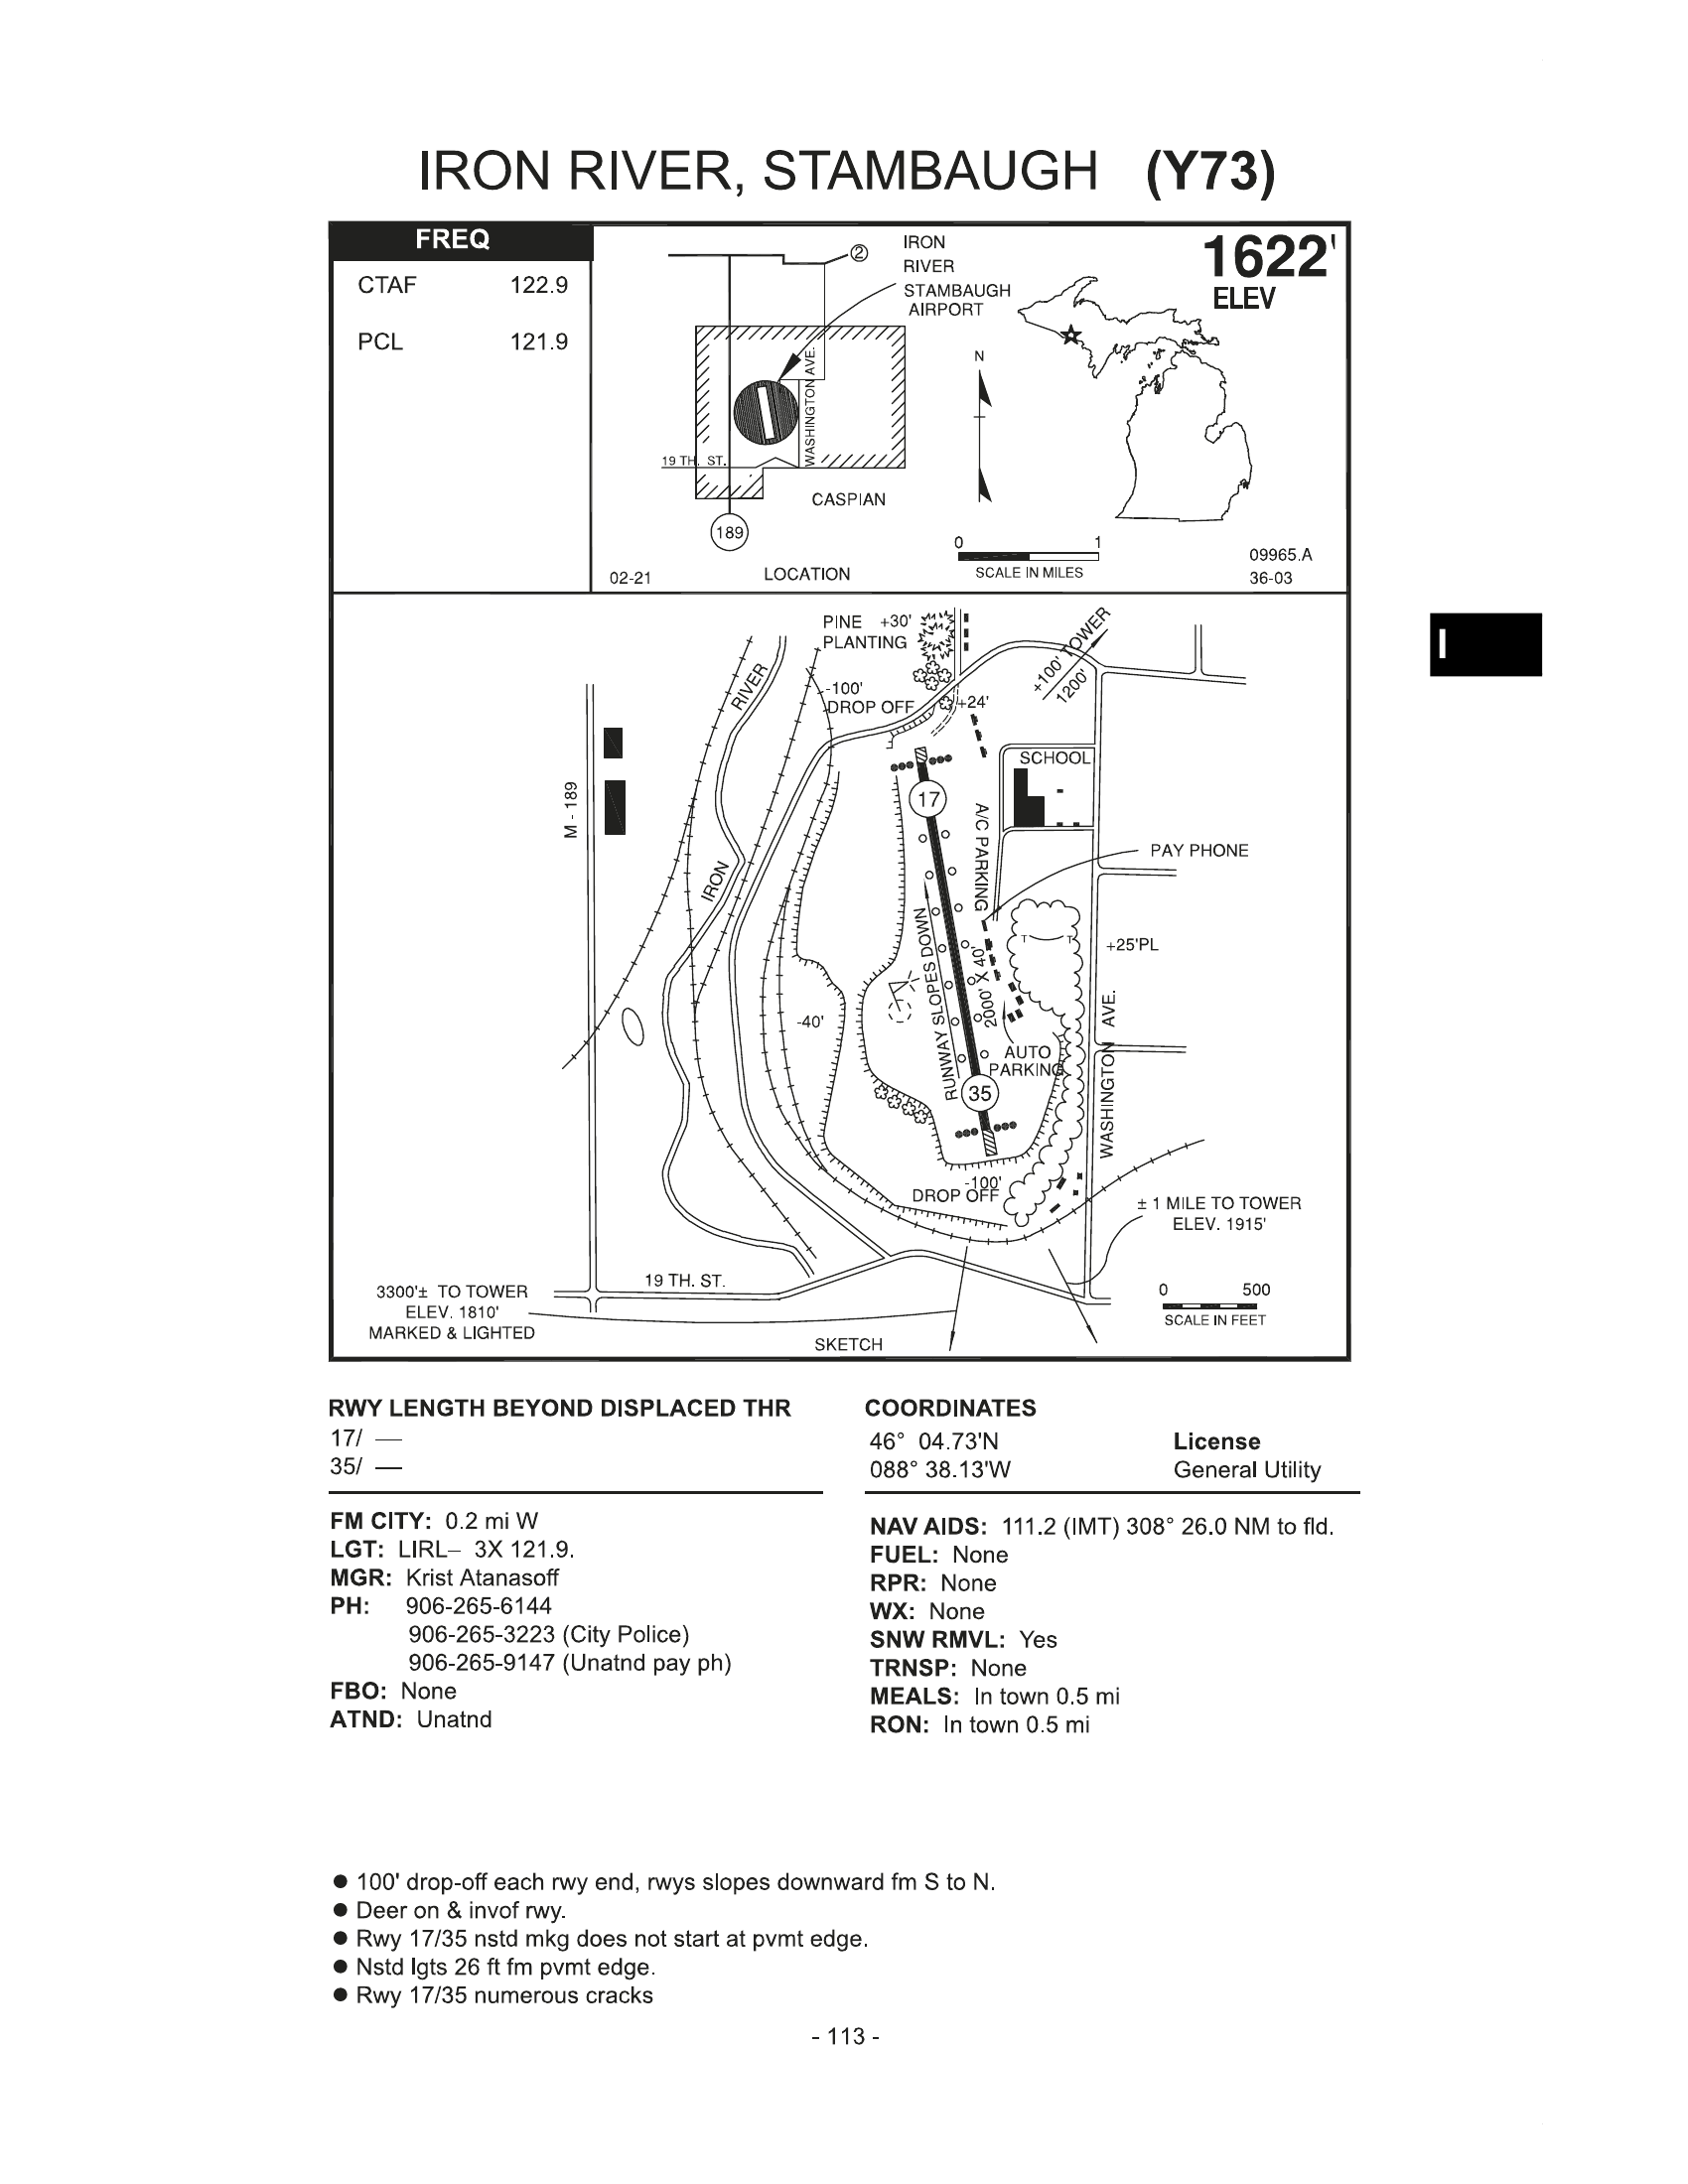 IRON RIVER, STAMBAUGH (Y73)
FREQ
CTAF 122.9
PCL 121.9
2
IRON
RIVER
STAMBAUGH
AIRPORT
1622'
ELEV
N
WASHINGTON AVE.
19 TH. ST.
CASPIAN
189
0 1
SCALE IN MILES
09965.A
36-03
02-21
LOCATION
PINE +30'
PLANTING
+100' TOWER
1200'
RIVER
-100'
DROP OFF
+24'
SCHOOL
M - 189
17
A/C PARKING
PAY PHONE
IRON
T T
+25'PL
RUNWAY SLOPES DOWN
2000' X 40'
-40'
AUTO
PARKING
WASHINGTON AVE.
35
-100'
DROP OFF
± 1 MILE TO TOWER
ELEV. 1915'
19 TH. ST.
3300'± TO TOWER
ELEV. 1810'
MARKED & LIGHTED
0 500
SCALE IN FEET
SKETCH
I
RWY LENGTH BEYOND DISPLACED THR
17/ —
35/ —
COORDINATES
46° 04.73'N
088° 38.13'W
License
General Utility
FM CITY: 0.2 mi W
LGT: LIRL– 3X 121.9.
MGR: Krist Atanasoff
PH: 906-265-6144
906-265-3223 (City Police)
906-265-9147 (Unatnd pay ph)
FBO: None
ATND: Unatnd
NAV AIDS: 111.2 (IMT) 308° 26.0 NM to fld.
FUEL: None
RPR: None
WX: None
SNW RMVL: Yes
TRNSP: None
MEALS: In town 0.5 mi
RON: In town 0.5 mi
● 100' drop-off each rwy end, rwys slopes downward fm S to N.
● Deer on & invof rwy.
● Rwy 17/35 nstd mkg does not start at pvmt edge.
● Nstd lgts 26 ft fm pvmt edge.
● Rwy 17/35 numerous cracks
- 113 -